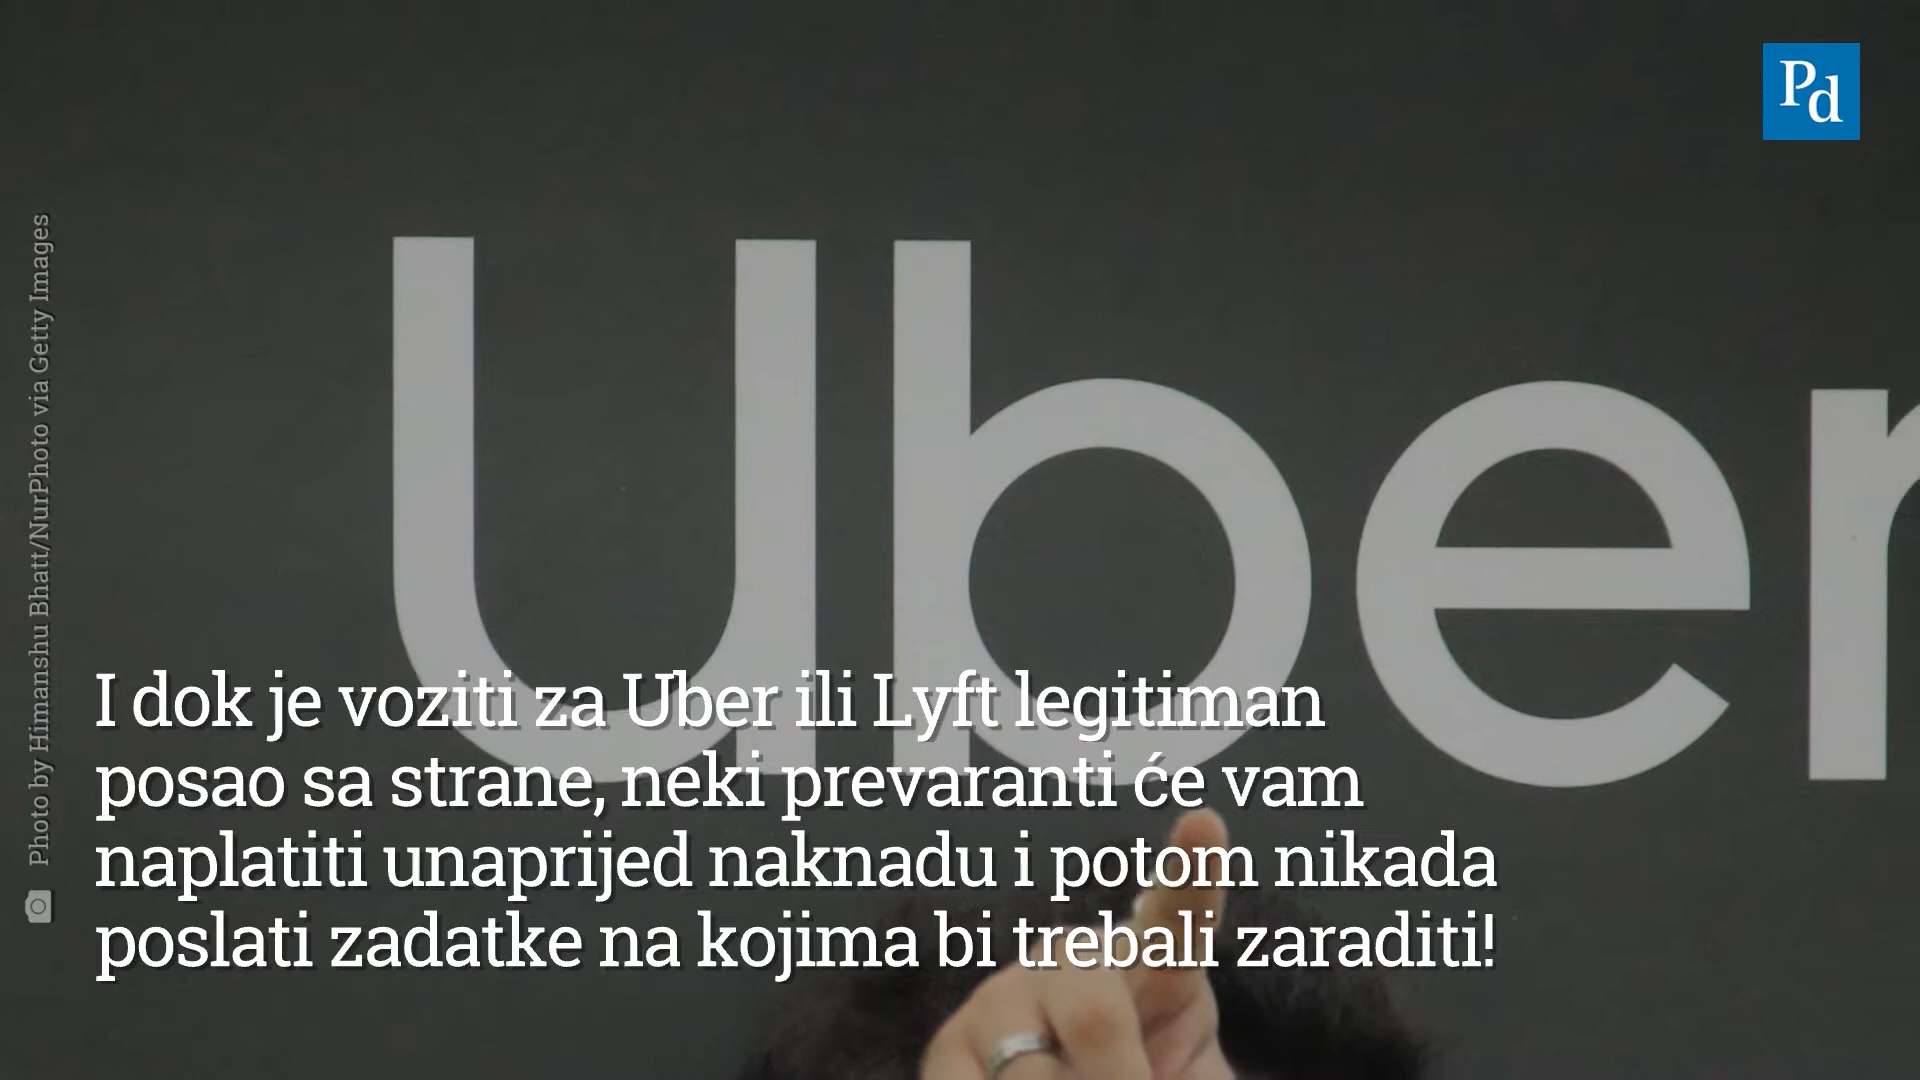 Pd
Uber
Photo by Himanshu Bhatt/NurPhoto via Getty Images
I dok je voziti za Uber ili Lyft legitiman
posao sa strane, neki prevaranti će vam
naplatiti unaprijed naknadu i potom nikada
poslati zadatke na kojima bi trebali zaraditi!